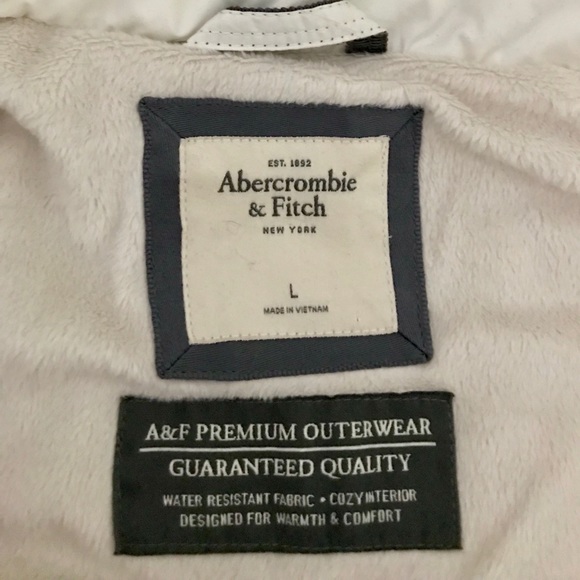 EST. 1892
Abercrombie
& Fitch
NEW YORK
L
MADE IN VIETNAM
A&F PREMIUM OUTERWEAR
GUARANTEED QUALITY
WATER RESISTANT FABRIC • COZY INTERIOR
DESIGNED FOR WARMTH & COMFORT